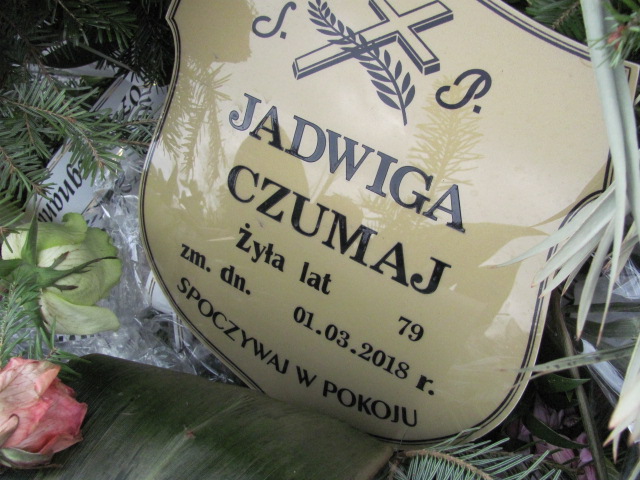 Ś. P.
JADWIGA
CZUMAJ
Żyła lat 79
zm. dn. 01.03.2018 r.
SPOCZYWAJ W POKOJU